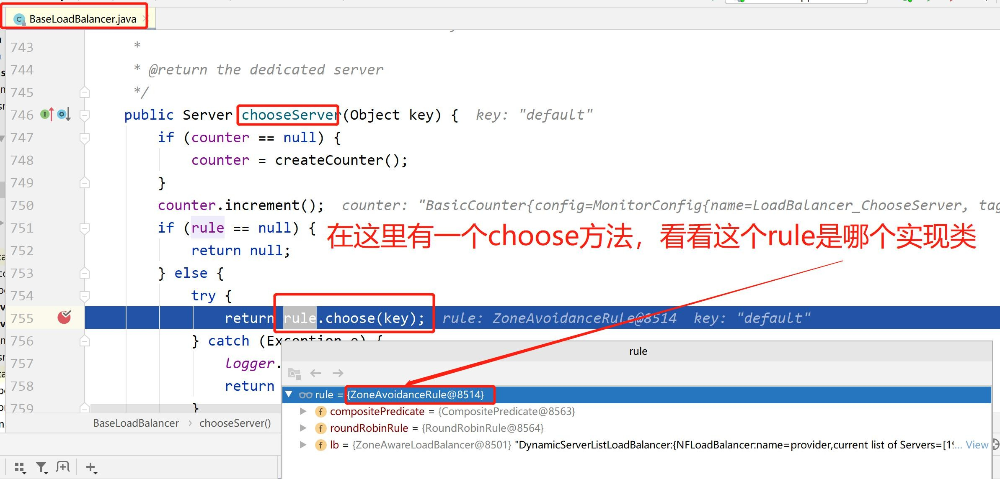 BaseLoadBalancer.java
743 *
744 * @return the dedicated server
745 */
746 public Server chooseServer(Object key) { key: "default"
747 if (counter == null) {
748 counter = createCounter();
749 }
750 counter.increment(); counter: "BasicCounter{config=MonitorConfig{name=LoadBalancer_ChooseServer, tag
751 if (rule == null) {
在这里有一个choose方法，看看这个rule是哪个实现类
752 return null;
753 } else {
754 try {
755 return rule.choose(key); rule: ZoneAvoidanceRule@8514 key: "default"
756 } catch (Exception e) {
757 logger.
758 return
759 }
BaseLoadBalancer › chooseServer()
rule
rule = {ZoneAvoidanceRule@8514}
compositePredicate = {CompositePredicate@8563}
roundRobinRule = {RoundRobinRule@8564}
lb = {ZoneAwareLoadBalancer@8501} "DynamicServerListLoadBalancer:{NFLoadBalancer:name=provider,current list of Servers=[19... View